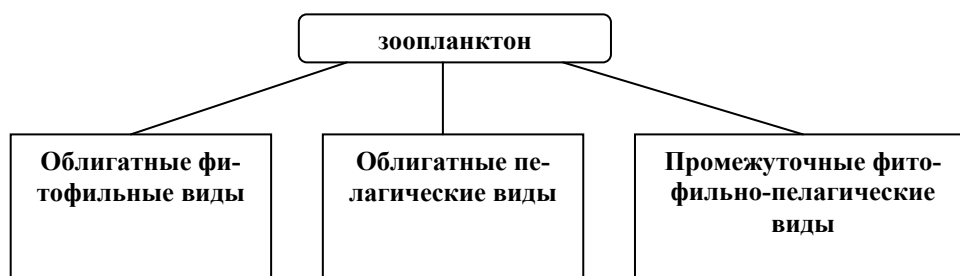 зоопланктон
Облигатные фи-
тофильные виды
Облигатные пе-
лагические виды
Промежуточные фито-
фильно-пелагические
виды